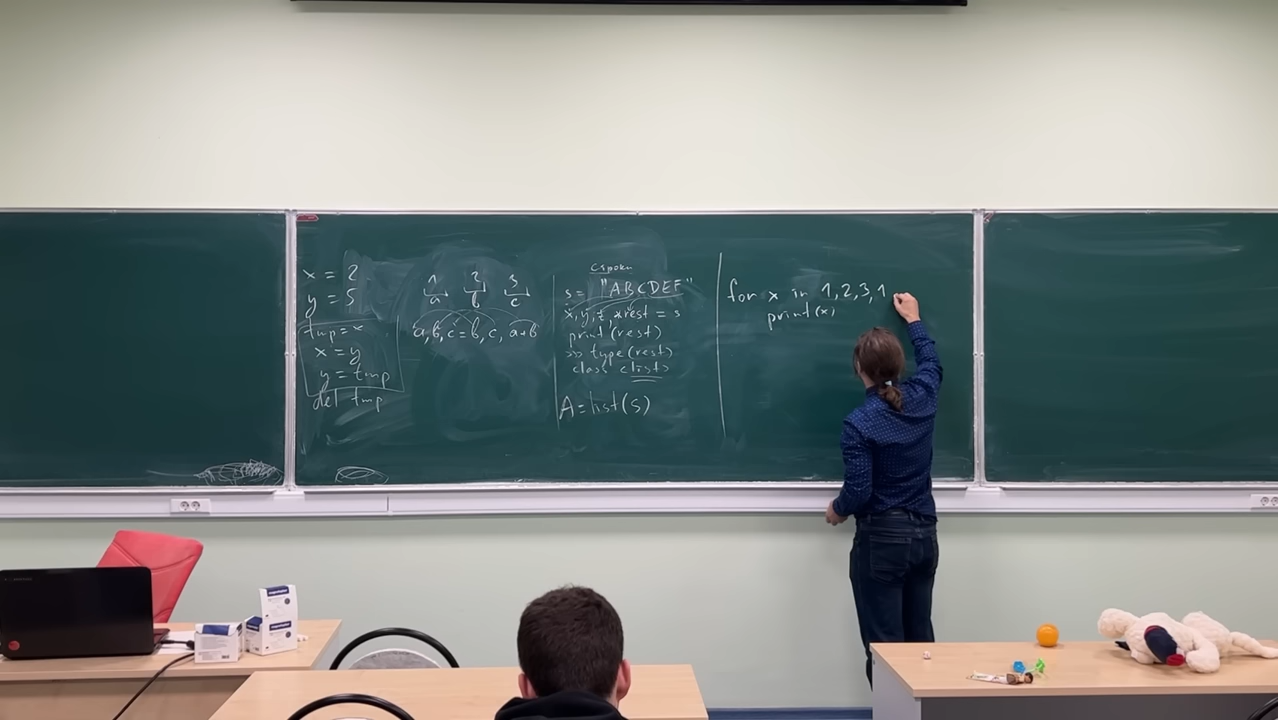 x = 2
y = 5
tmp = x
x = y
y = tmp
del tmp
1 2 3
a b c
a, b, c = b, c, a+b
строки
s = "ABCDEF"
x, y, z, *rest = s
print(rest)
>> type(rest)
class <list>
A = list(s)
for x in 1, 2, 3, 1
print(x)